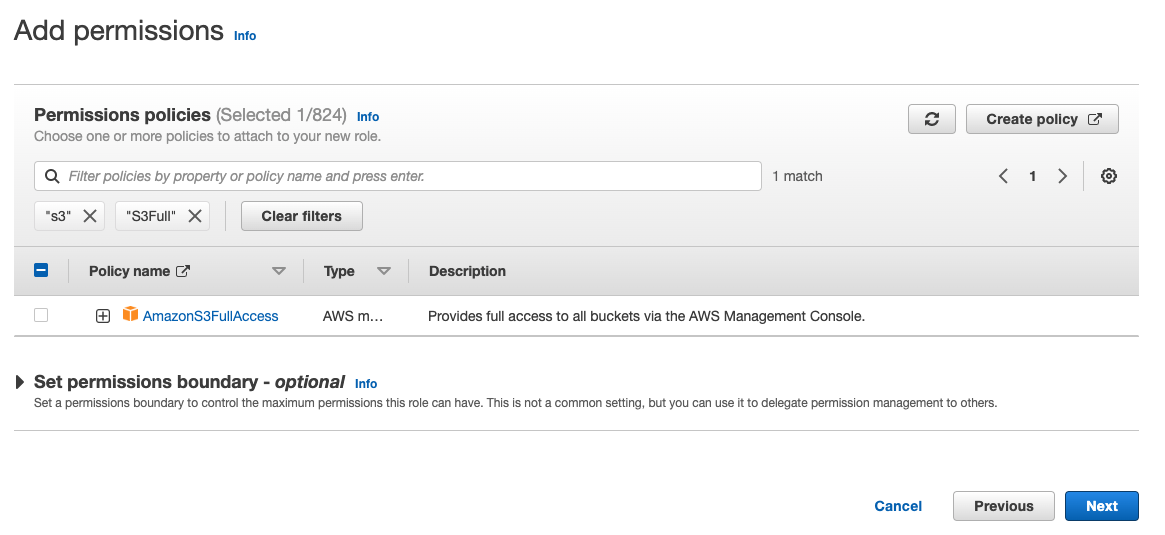 Add permissions Info
Permissions policies (Selected 1/824) Info
Choose one or more policies to attach to your new role.
Create policy
Filter policies by property or policy name and press enter.
1 match
1
"s3"
"S3Full"
Clear filters
Policy name
Type
Description
AmazonS3FullAccess
AWS m…
Provides full access to all buckets via the AWS Management Console.
Set permissions boundary - optional Info
Set a permissions boundary to control the maximum permissions this role can have. This is not a common setting, but you can use it to delegate permission management to others.
Cancel
Previous
Next